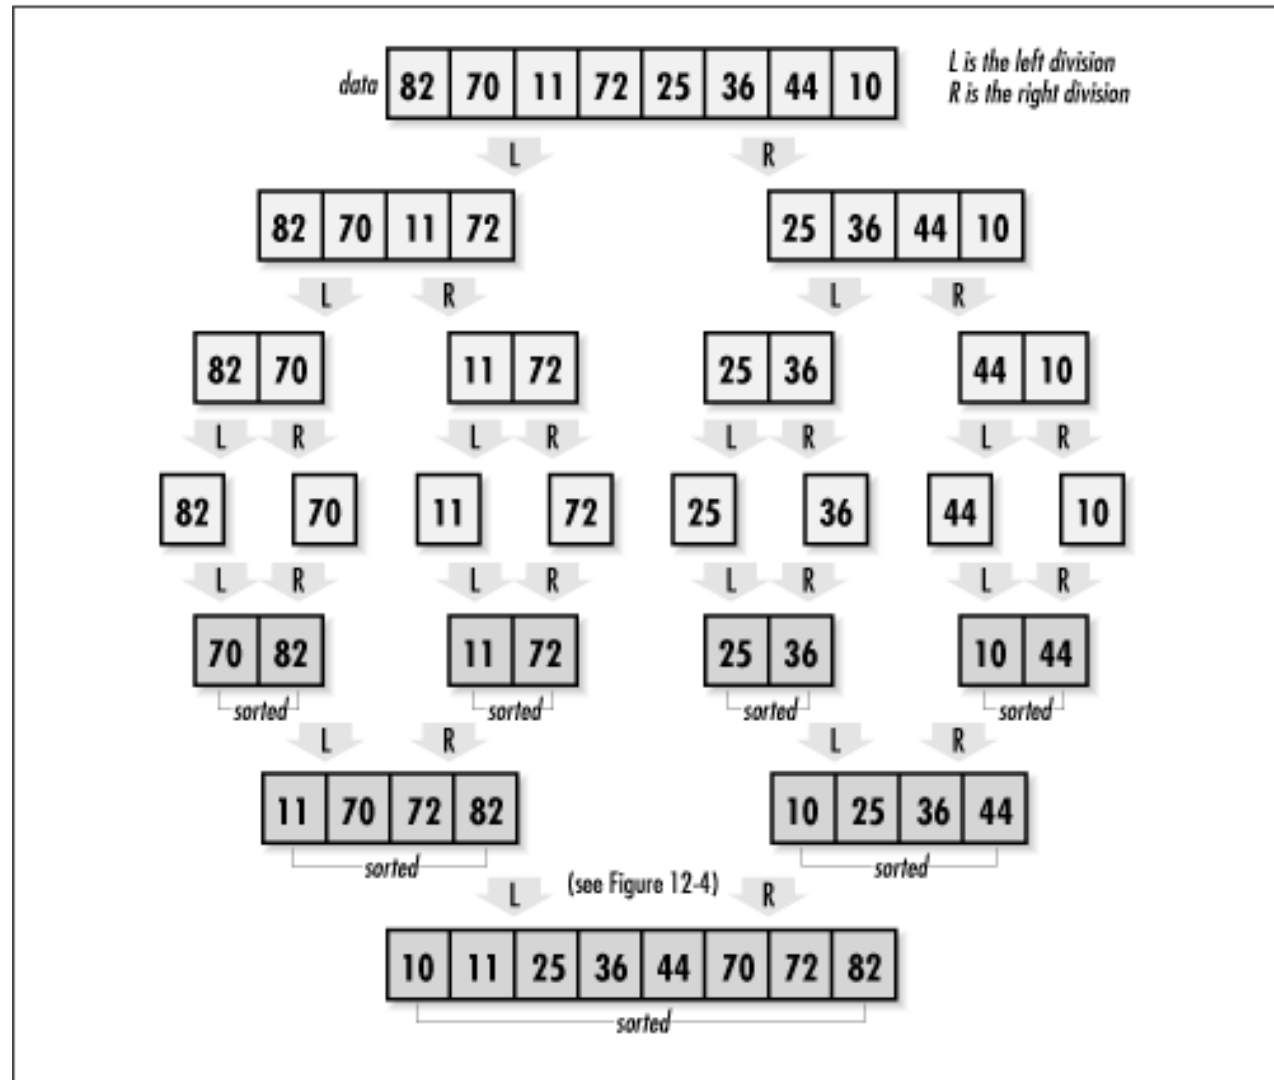 L is the left division
R is the right division
data 82 70 11 72 25 36 44 10
L R
82 70 11 72 25 36 44 10
L R L R
82 70 11 72 25 36 44 10
L R L R L R L R
82 70 11 72 25 36 44 10
L R L R L R L R
70 82 11 72 25 36 10 44
sorted sorted sorted sorted
L R L R
11 70 72 82 10 25 36 44
sorted sorted
L (see Figure 12-4) R
10 11 25 36 44 70 72 82
sorted